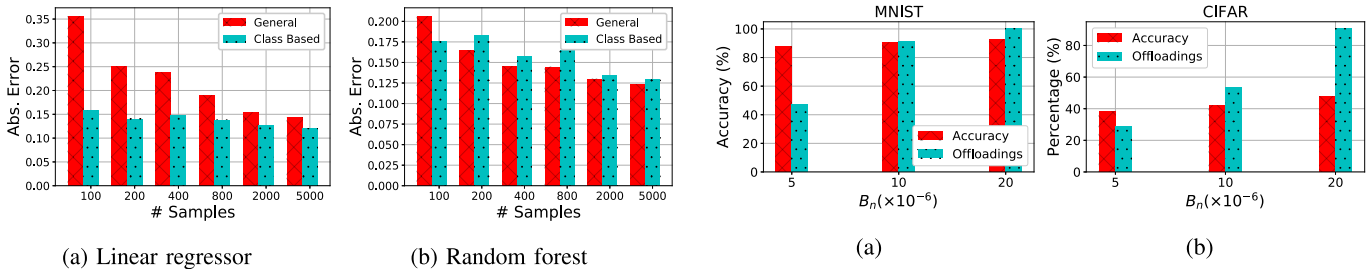 Abs. Error
0.35
0.30
0.25
0.20
0.15
0.10
0.05
0.00
General
Class Based
100 200 400 800 2000 5000
# Samples
(a) Linear regressor
Abs. Error
0.200
0.175
0.150
0.125
0.100
0.075
0.050
0.025
0.000
General
Class Based
100 200 400 800 2000 5000
# Samples
(b) Random forest
MNIST
Accuracy (%)
100
80
60
40
20
0
Accuracy
Offloadings
5 10 20
Bₙ(×10⁻⁶)
(a)
CIFAR
Percentage (%)
80
60
40
20
0
Accuracy
Offloadings
5 10 20
Bₙ(×10⁻⁶)
(b)